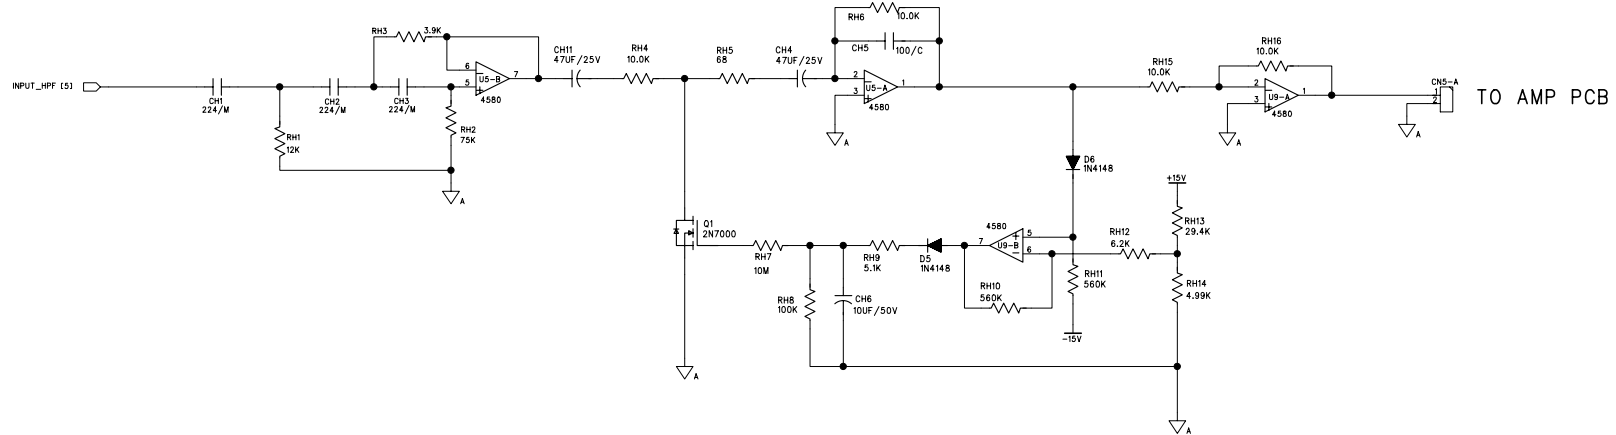 INPUT_HPF [5]
CH1
224/M
RH1
12K
CH2
224/M
RH3
3.9K
CH3
224/M
6
5
7
U5-B
4580
RH2
75K
A
CH11
47UF/25V
RH4
10.0K
RH5
68
CH4
47UF/25V
RH6
10.0K
CH5
100/C
2
3
1
U5-A
4580
A
RH15
10.0K
RH16
10.0K
2
3
1
U9-A
4580
A
CN5-A
1
2
A
TO AMP PCB
D6
1N4148
+15V
RH13
29.4K
RH14
4.99K
RH12
6.2K
4580
5
6
7
U9-B
RH11
560K
-15V
RH10
560K
D5
1N4148
RH9
5.1K
CH6
10UF/50V
RH8
100K
RH7
10M
Q1
2N7000
A
A